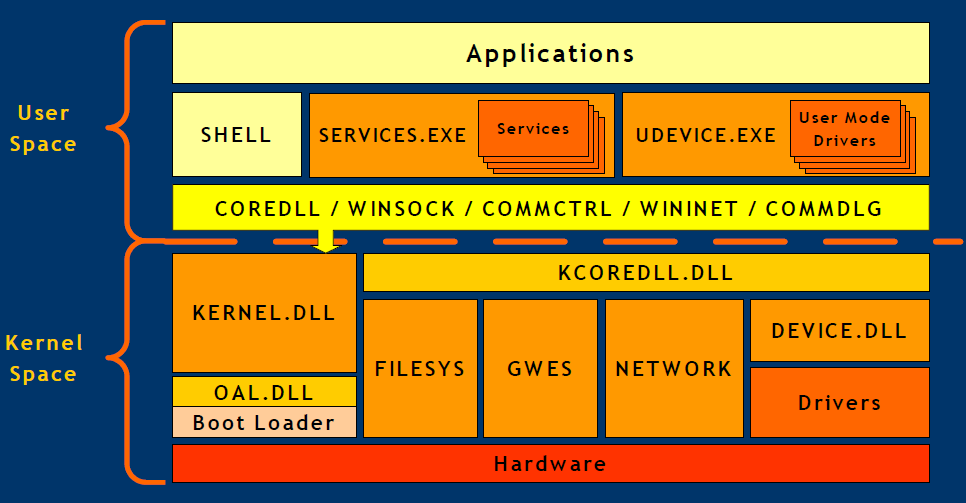 Applications
User
Space
SHELL
SERVICES.EXE
Services
UDEVICE.EXE
User Mode
Drivers
COREDLL / WINSOCK / COMMCTRL / WININET / COMMDLG
Kernel
Space
KERNEL.DLL
KCOREDLL.DLL
FILESYS
GWES
NETWORK
DEVICE.DLL
Drivers
OAL.DLL
Boot Loader
Hardware